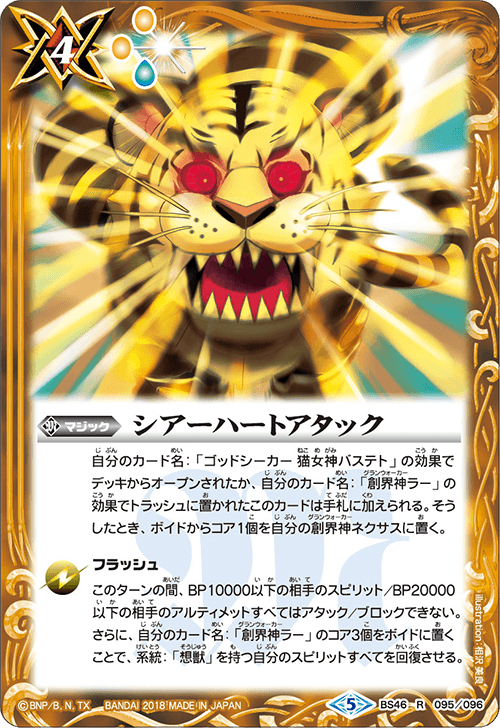 4
マジック シアーハートアタック
自分のカード名:「ゴッドシーカー 猫女神バステト」の効果で
デッキからオープンされたか、自分のカード名:「創界神ラー」の
効果でトラッシュに置かれたこのカードは手札に加えられる。そう
したとき、ボイドからコア1個を自分の創界神ネクサスに置く。
フラッシュ
このターンの間、BP10000以下の相手のスピリット/BP20000
以下の相手のアルティメットすべてはアタック/ブロックできない。
さらに、自分のカード名:「創界神ラー」のコア3個をボイドに置く
ことで、系統:「想獣」を持つ自分のスピリットすべてを回復させる。
illustration 相沢 美良
©BNP/B, N, TX BANDAI 2018 MADE IN JAPAN 5 BS46 - R 095/096